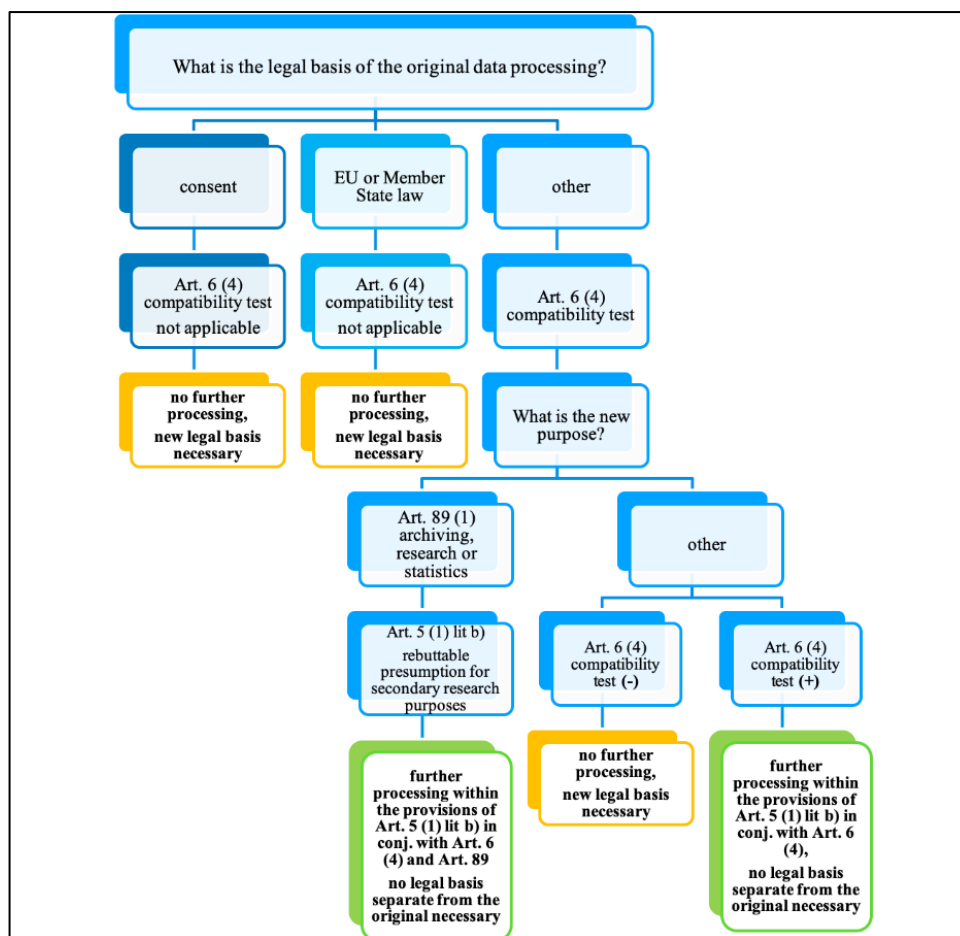 What is the legal basis of the original data processing?
consent
EU or Member
State law
other
Art. 6 (4)
compatibility test
not applicable
Art. 6 (4)
compatibility test
not applicable
Art. 6 (4)
compatibility test
no further
processing,
new legal basis
necessary
no further
processing,
new legal basis
necessary
What is the new
purpose?
Art. 89 (1)
archiving,
research or
statistics
other
Art. 5 (1) lit b)
rebuttable
presumption for
secondary research
purposes
Art. 6 (4)
compatibility
test (-)
Art. 6 (4)
compatibility
test (+)
further
processing within
the provisions of
Art. 5 (1) lit b) in
conj. with Art. 6
(4) and Art. 89
no legal basis
separate from the
original necessary
no further
processing,
new legal basis
necessary
further
processing within
the provisions of
Art. 5 (1) lit b) in
conj. with Art. 6
(4),
no legal basis
separate from the
original necessary